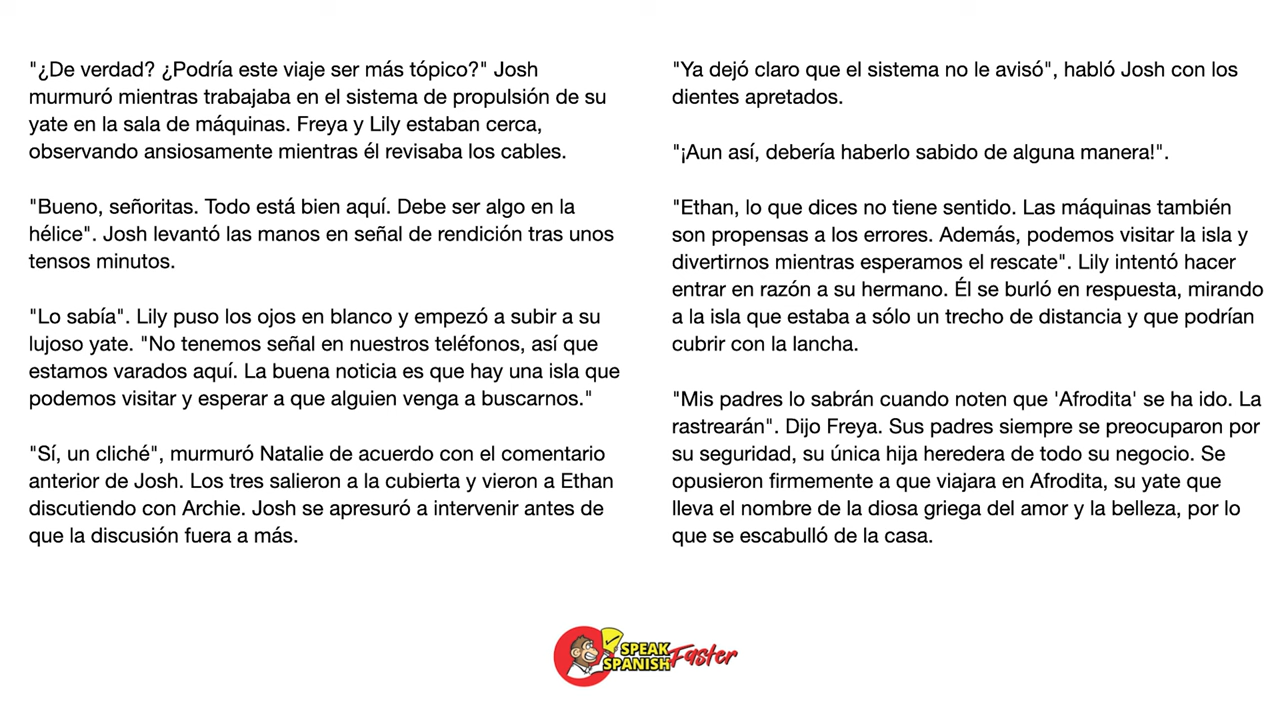 "¿De verdad? ¿Podría este viaje ser más tópico?" Josh
murmuró mientras trabajaba en el sistema de propulsión de su
yate en la sala de máquinas. Freya y Lily estaban cerca,
observando ansiosamente mientras él revisaba los cables.
"Bueno, señoritas. Todo está bien aquí. Debe ser algo en la
hélice". Josh levantó las manos en señal de rendición tras unos
tensos minutos.
"Lo sabía". Lily puso los ojos en blanco y empezó a subir a su
lujoso yate. "No tenemos señal en nuestros teléfonos, así que
estamos varados aquí. La buena noticia es que hay una isla que
podemos visitar y esperar a que alguien venga a buscarnos."
"Sí, un cliché", murmuró Natalie de acuerdo con el comentario
anterior de Josh. Los tres salieron a la cubierta y vieron a Ethan
discutiendo con Archie. Josh se apresuró a intervenir antes de
que la discusión fuera a más.
"Ya dejó claro que el sistema no le avisó", habló Josh con los
dientes apretados.
"¡Aun así, debería haberlo sabido de alguna manera!".
"Ethan, lo que dices no tiene sentido. Las máquinas también
son propensas a los errores. Además, podemos visitar la isla y
divertirnos mientras esperamos el rescate". Lily intentó hacer
entrar en razón a su hermano. Él se burló en respuesta, mirando
a la isla que estaba a sólo un trecho de distancia y que podrían
cubrir con la lancha.
"Mis padres lo sabrán cuando noten que 'Afrodita' se ha ido. La
rastrearán". Dijo Freya. Sus padres siempre se preocuparon por
su seguridad, su única hija heredera de todo su negocio. Se
opusieron firmemente a que viajara en Afrodita, su yate que
lleva el nombre de la diosa griega del amor y la belleza, por lo
que se escabulló de la casa.
SPEAK
SPANISH Faster